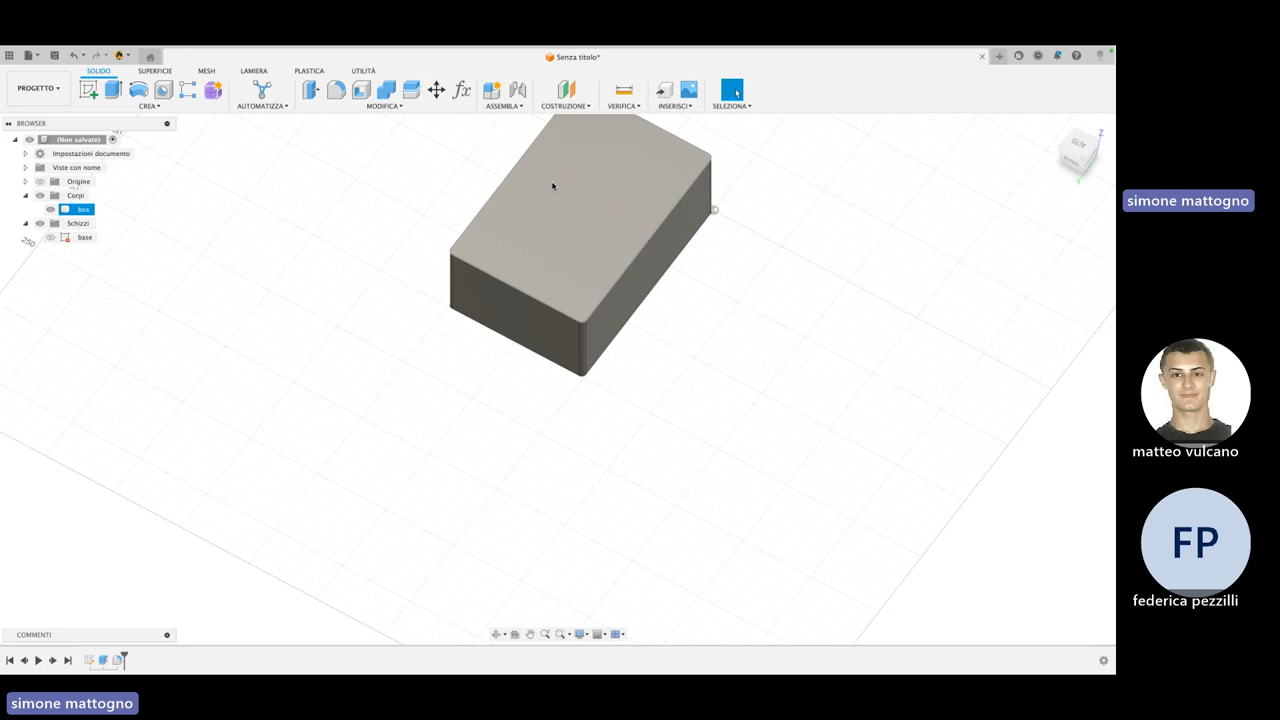 Senza titolo*
SOLIDO SUPERFICIE MESH LAMIERA PLASTICA UTILITÀ
PROGETTO
CREA AUTOMATIZZA MODIFICA ASSEMBLA COSTRUZIONE VERIFICA INSERISCI SELEZIONA
BROWSER
(Non salvato)
Impostazioni documento
Viste con nome
Origine
Corpi
box
Schizzi
base
250
ALTO
Z
Y
simone mattogno
matteo vulcano
FP
federica pezzilli
COMMENTI
simone mattogno